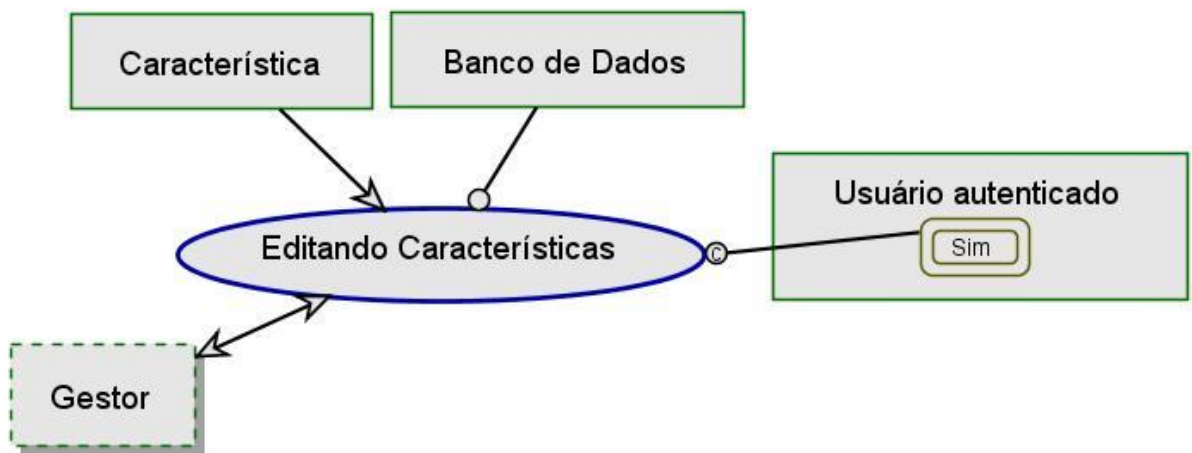 Característica
Banco de Dados
Usuário autenticado
Sim
Editando Características
C
Gestor